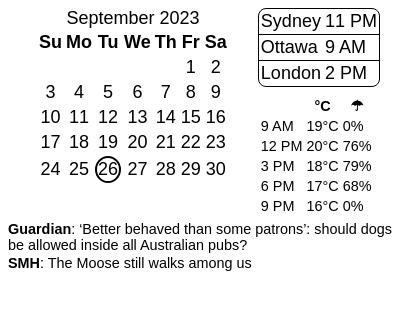 September 2023
Su Mo Tu We Th Fr Sa
1 2
3 4 5 6 7 8 9
10 11 12 13 14 15 16
17 18 19 20 21 22 23
24 25 26 27 28 29 30
Sydney 11 PM
Ottawa 9 AM
London 2 PM
°C ☂
9 AM 19°C 0%
12 PM 20°C 76%
3 PM 18°C 79%
6 PM 17°C 68%
9 PM 16°C 0%
Guardian: ‘Better behaved than some patrons’: should dogs
be allowed inside all Australian pubs?
SMH: The Moose still walks among us